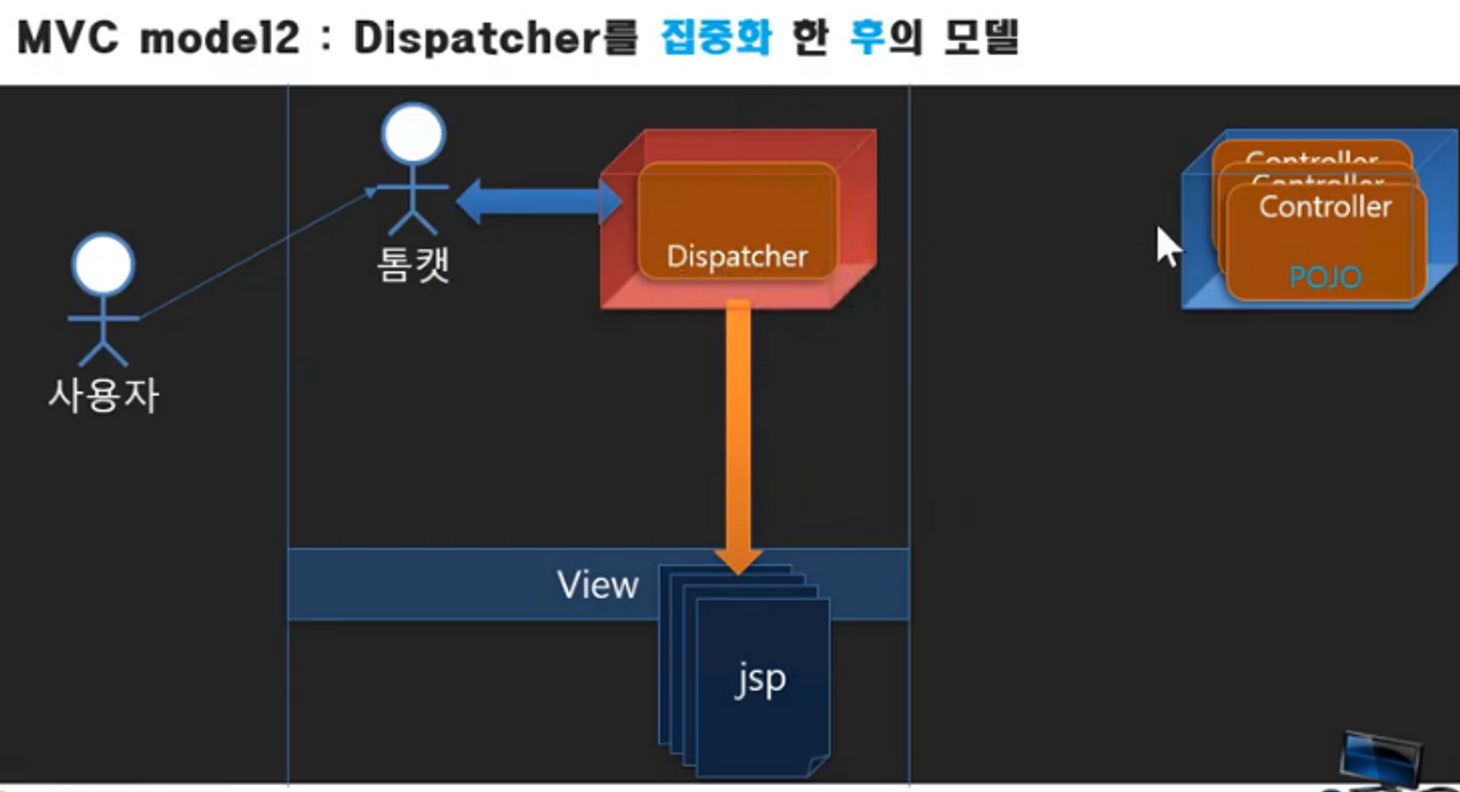 MVC model2 : Dispatcher를 집중화 한 후의 모델
톰캣
사용자
Dispatcher
Controller
Controller
Controller
POJO
View
jsp